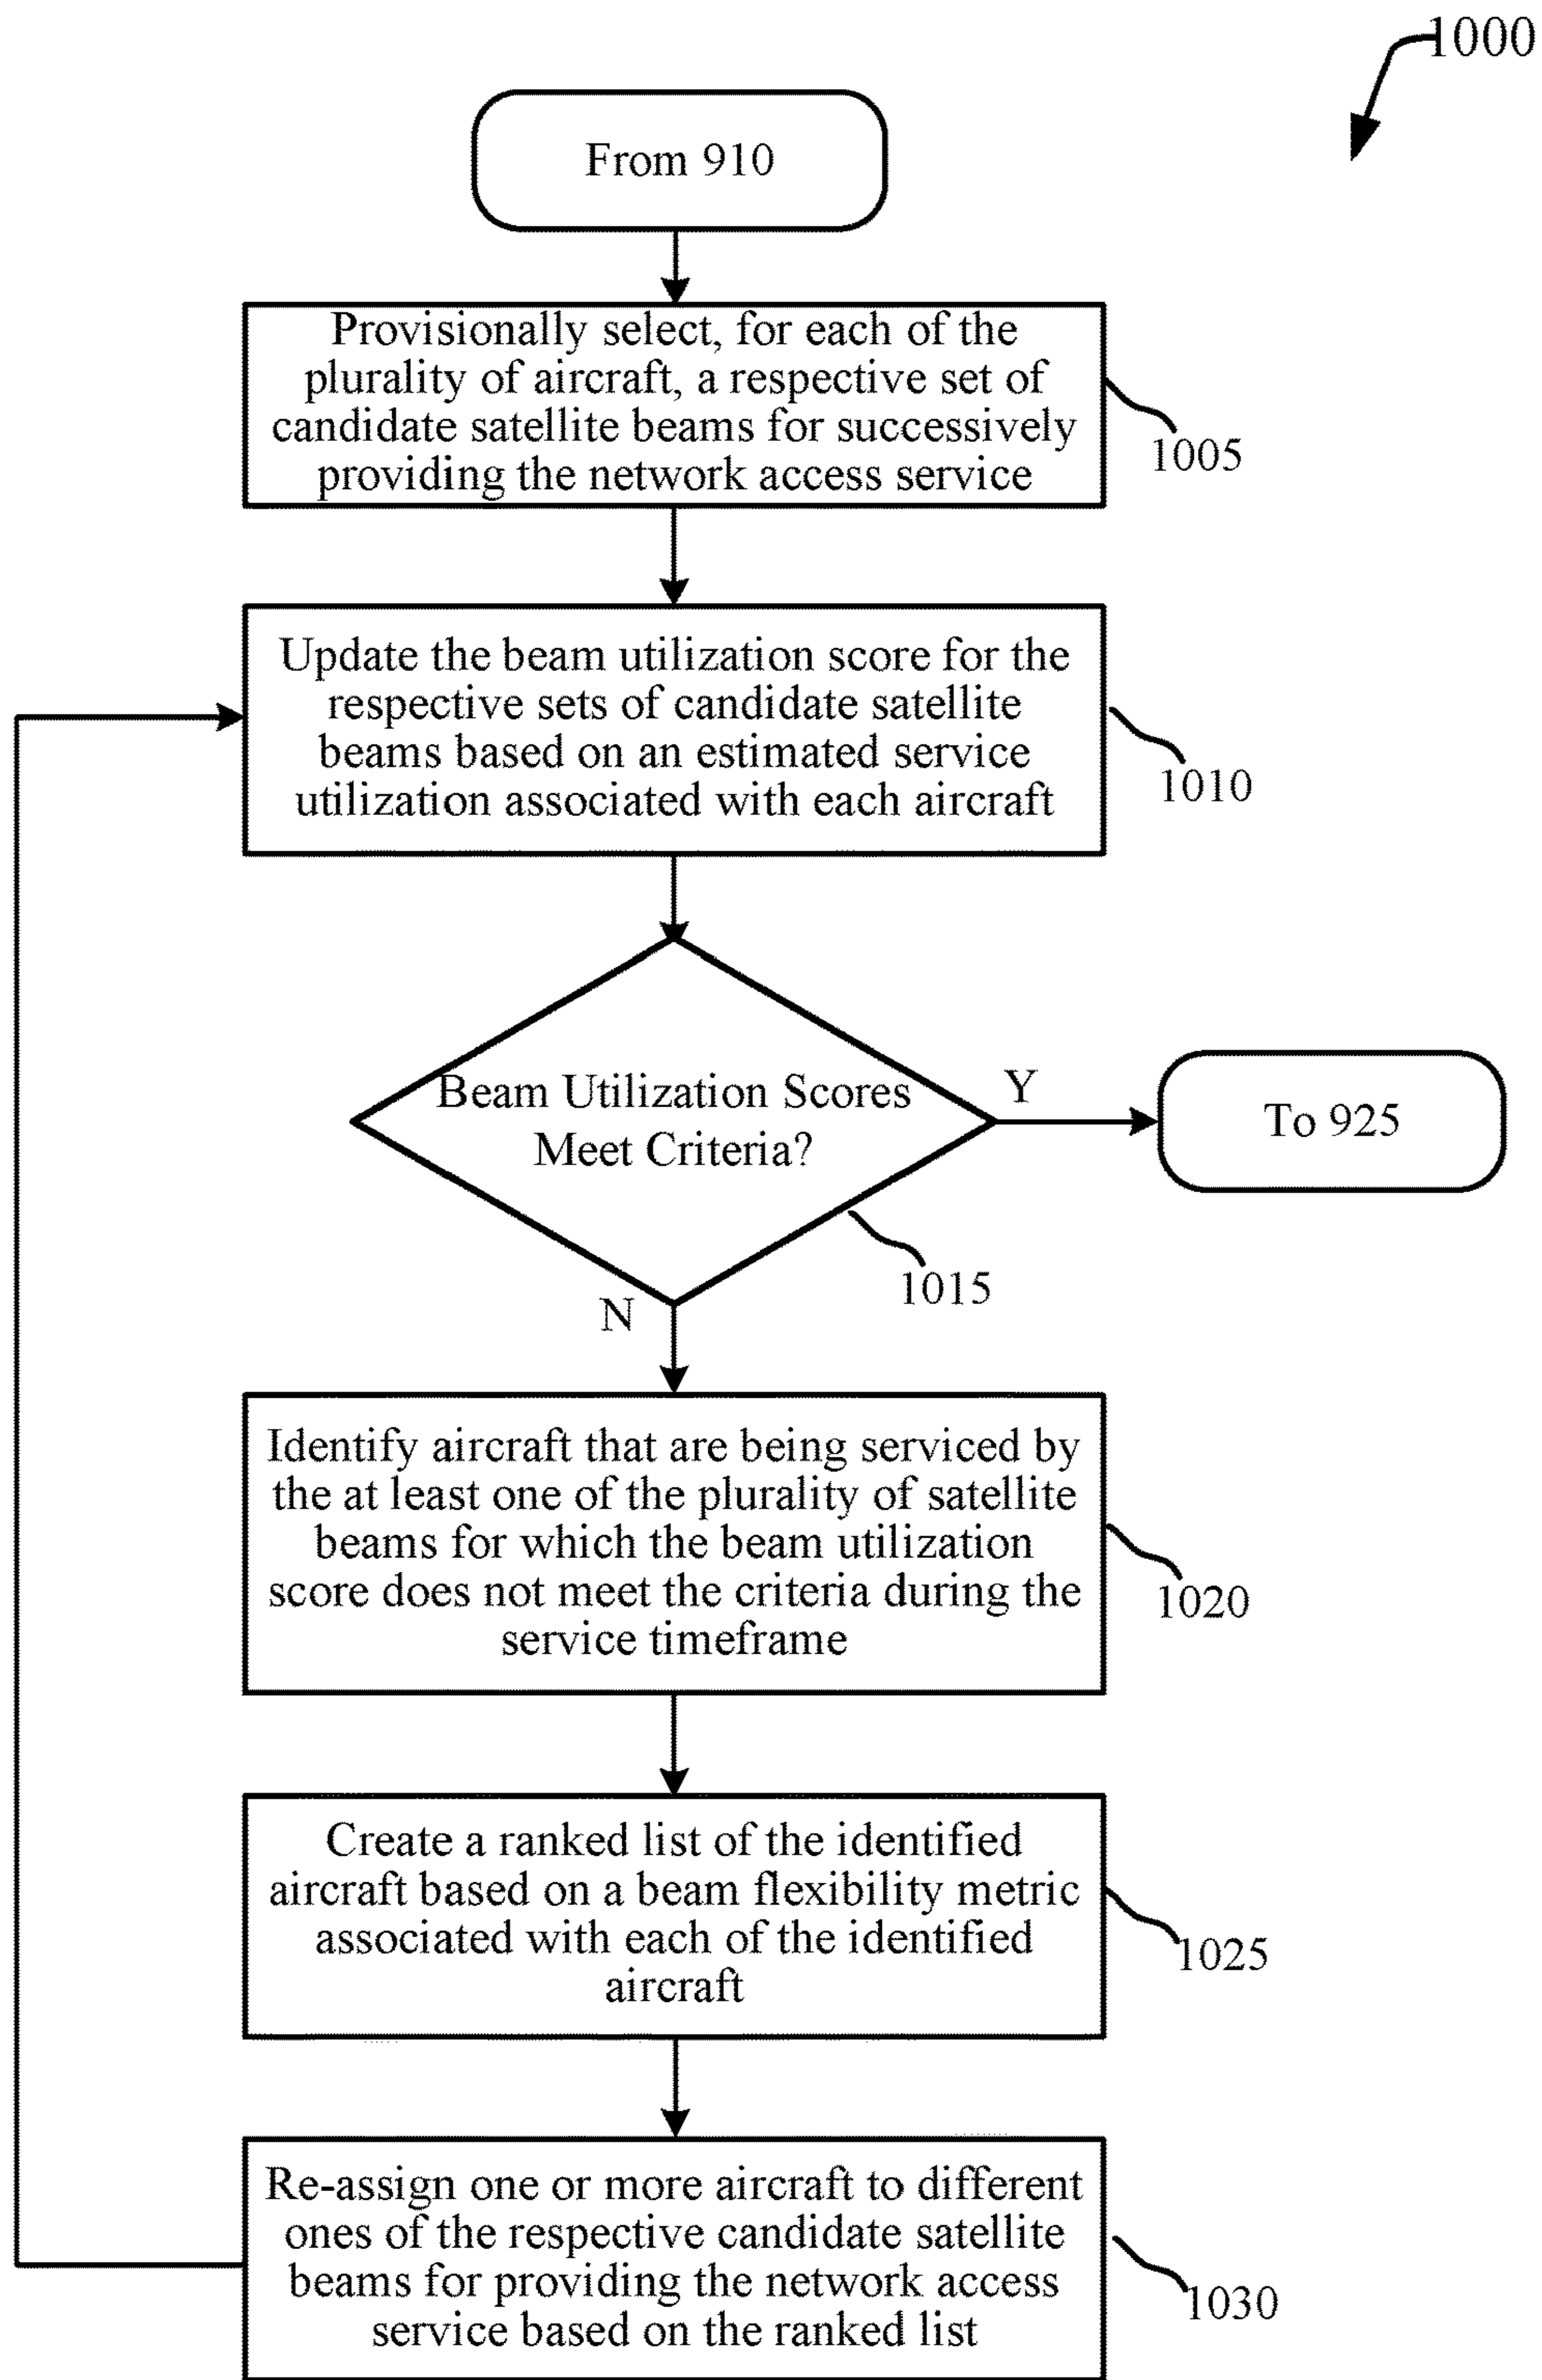 1000
From 910
Provisionally select, for each of the
plurality of aircraft, a respective set of
candidate satellite beams for successively
providing the network access service
1005
Update the beam utilization score for the
respective sets of candidate satellite
beams based on an estimated service
utilization associated with each aircraft
1010
Beam Utilization Scores
Meet Criteria?
Y
To 925
1015
N
Identify aircraft that are being serviced by
the at least one of the plurality of satellite
beams for which the beam utilization
score does not meet the criteria during the
service timeframe
1020
Create a ranked list of the identified
aircraft based on a beam flexibility metric
associated with each of the identified
aircraft
1025
Re-assign one or more aircraft to different
ones of the respective candidate satellite
beams for providing the network access
service based on the ranked list
1030